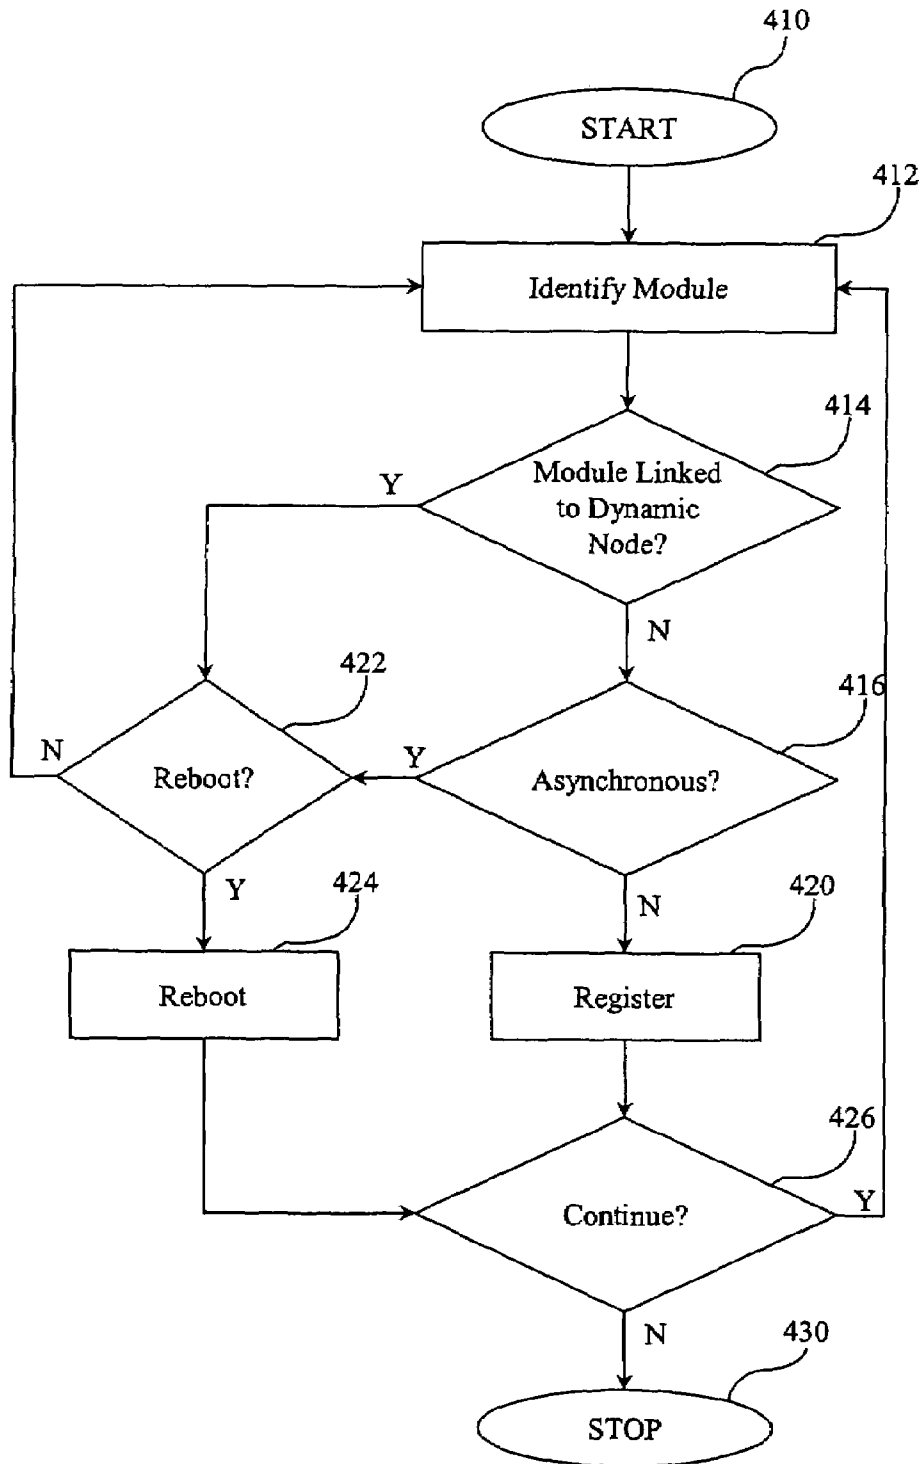 410
START
412
Identify Module
414
Module Linked
to Dynamic
Node?
Y
N
422
416
N
Reboot?
Y
Asynchronous?
Y
424
N
420
Reboot
Register
426
Continue?
Y
N
430
STOP